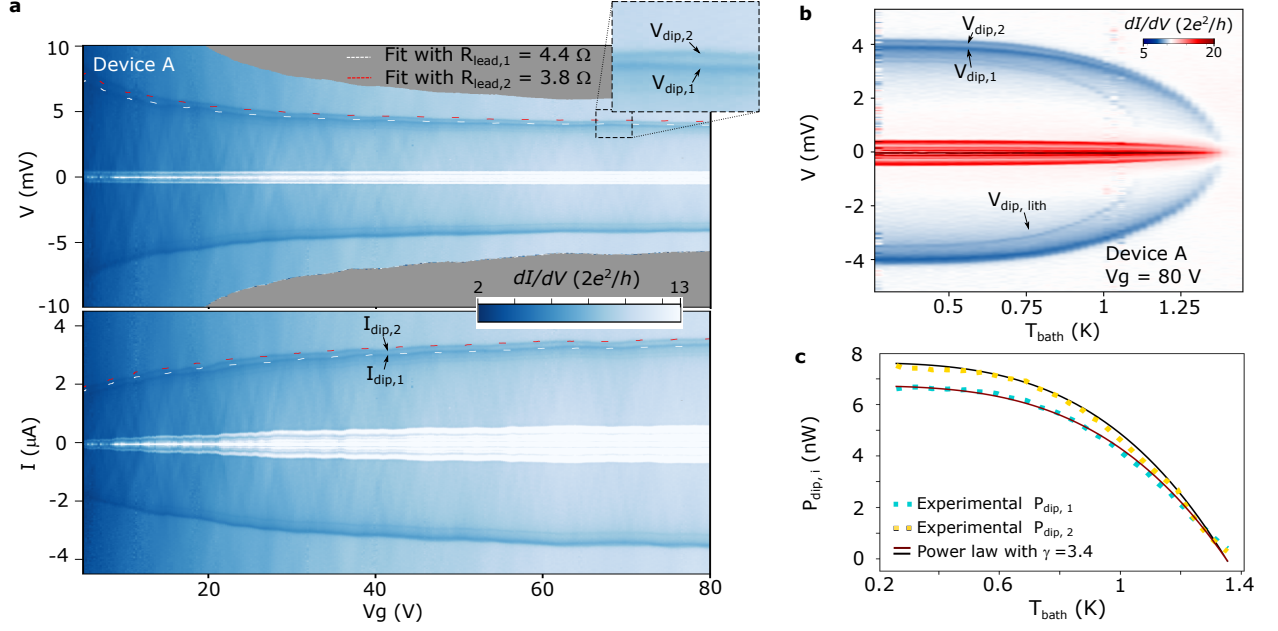 a
Device A
Fit with R_lead,1 = 4.4 Ω
Fit with R_lead,2 = 3.8 Ω
V_dip,2
V_dip,1
10
5
0
-5
-10
V (mV)
dI/dV (2e²/h)
2
13
4
2
0
-2
-4
I (μA)
I_dip,2
I_dip,1
20
40
60
80
Vg (V)
b
V_dip,2
V_dip,1
dI/dV (2e²/h)
5
20
4
2
0
-2
-4
V (mV)
V_dip, lith
Device A
Vg = 80 V
0.5
0.75
1
1.25
T_bath (K)
c
8
6
4
2
0
P_dip, i (nW)
Experimental P_dip, 1
Experimental P_dip, 2
Power law with γ =3.4
0.2
0.6
1
1.4
T_bath (K)